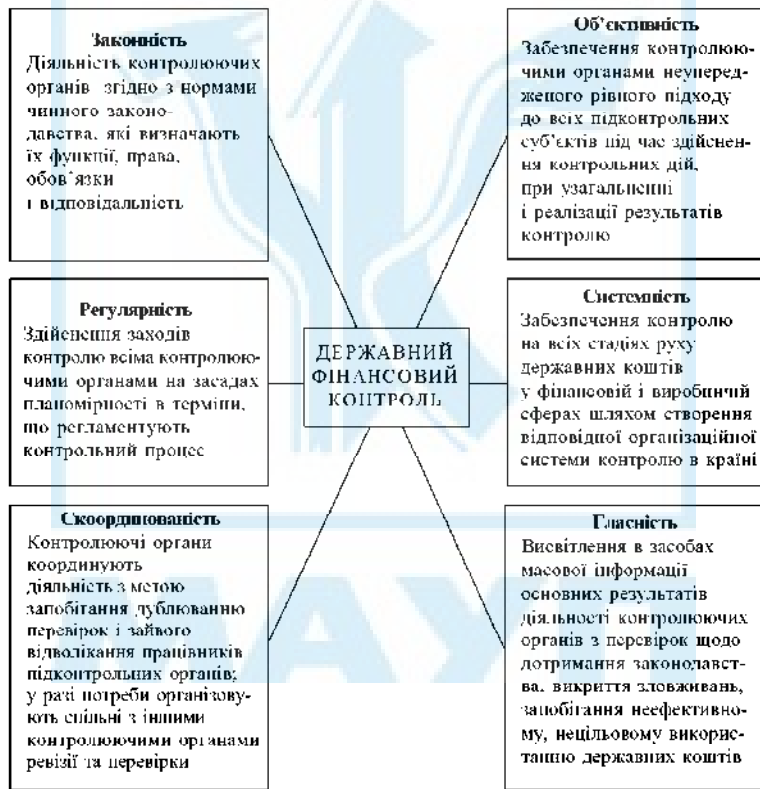 Законність
Діяльність контролюючих
органів згідно з нормами
чинного законо-
давства, які визначають
їх функції, права,
обов'язки
і відповідальність
Об'єктивність
Забезпечення контролюю-
чими органами неуперед-
женого рівного підходу
до всіх підконтрольних
суб'єктів під час здійснен-
ня контрольних дій,
при узагальненні
і реалізації результатів
контролю
Регулярність
Здійснення заходів
контролю всіма контролюю-
чими органами на засадах
планомірності в терміни,
що регламентують
контрольний процес
ДЕРЖАВНИЙ
ФІНАНСОВИЙ
КОНТРОЛЬ
Системність
Забезпечення контролю
на всіх стадіях руху
державних коштів
у фінансовій і виробничій
сферах шляхом створення
відповідної організаційної
системи контролю в країні
Скоординованість
Контролюючі органи
координують
діяльність з метою
запобігання дублюванню
перевірок і зайвого
відволікання працівників
підконтрольних органів;
у разі потреби організову-
ють спільні з іншими
контролюючими органами
ревізії та перевірки
Гласність
Висвітлення в засобах
масової інформації
основних результатів
діяльності контролюючих
органів з перевірок щодо
дотримання законодавст-
ва, викриття зловживань,
запобігання неефективно-
му, нецільовому викорис-
танню державних коштів
МАУП